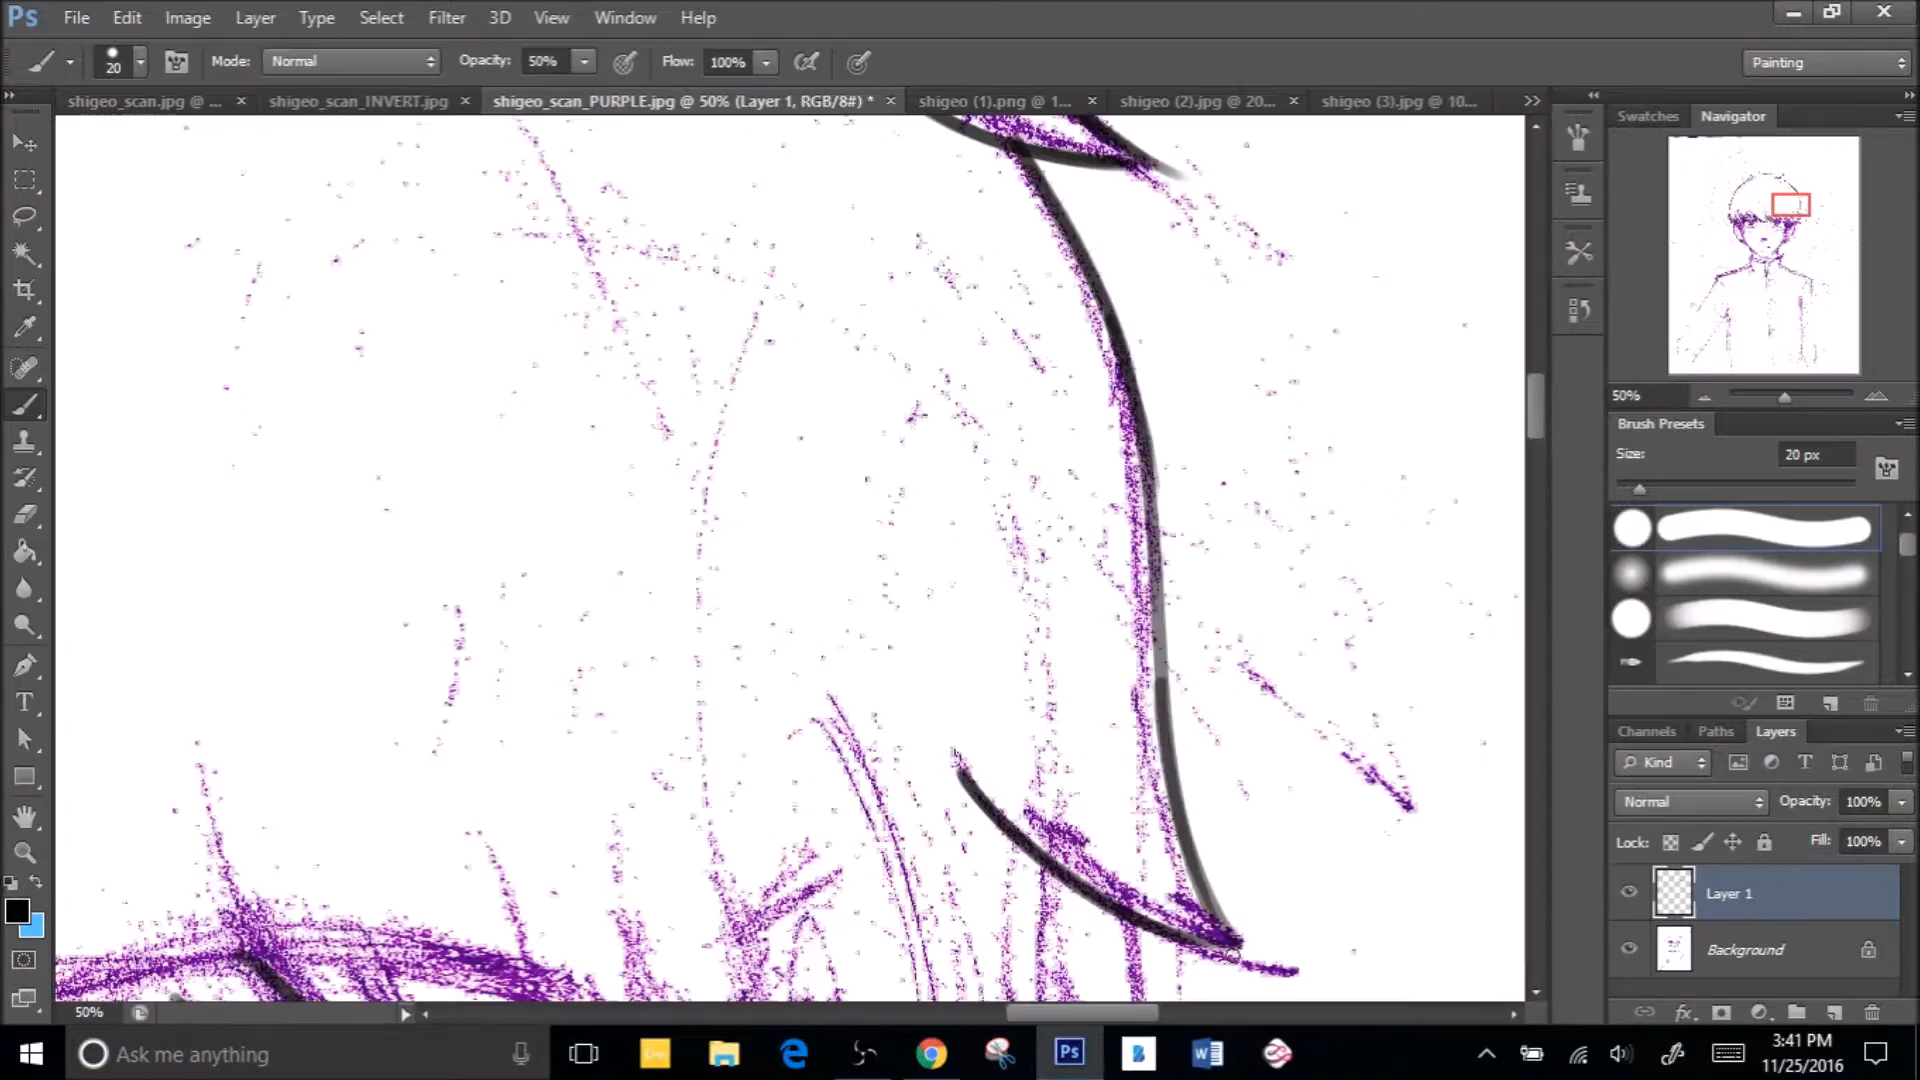 Ps File Edit Image Layer Type Select Filter 3D View Window Help
20 Mode: Normal Opacity: 50% Flow: 100% Painting
shigeo_scan.jpg @ ... shigeo_scan_INVERT.jpg shigeo_scan_PURPLE.jpg @ 50% (Layer 1, RGB/8#) * shigeo (1).png @ 1... shigeo (2).jpg @ 20... shigeo (3).jpg @ 10...
Swatches Navigator
50%
Brush Presets
Size: 20 px
Channels Paths Layers
Kind
Normal Opacity: 100%
Lock: Fill: 100%
Layer 1
Background
50%
Ask me anything
Ps
3:41 PM
11/25/2016